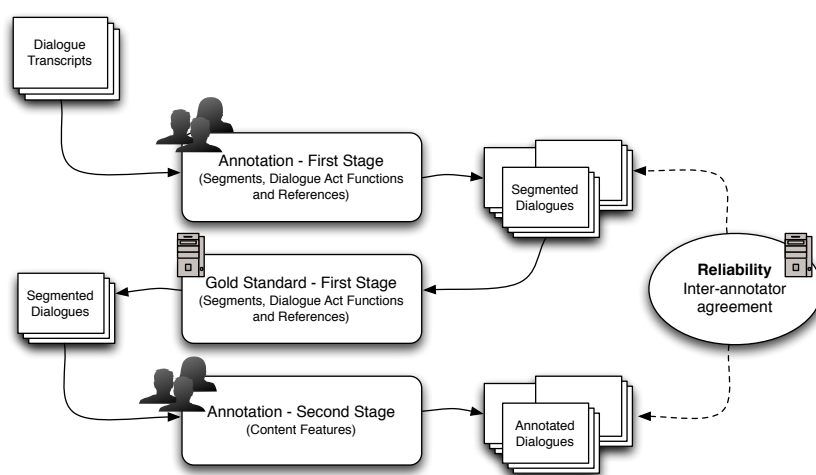 Dialogue
Transcripts
Annotation - First Stage
(Segments, Dialogue Act Functions
and References)
Segmented
Dialogues
Gold Standard - First Stage
(Segments, Dialogue Act Functions
and References)
Segmented
Dialogues
Reliability
Inter-annotator
agreement
Annotation - Second Stage
(Content Features)
Annotated
Dialogues